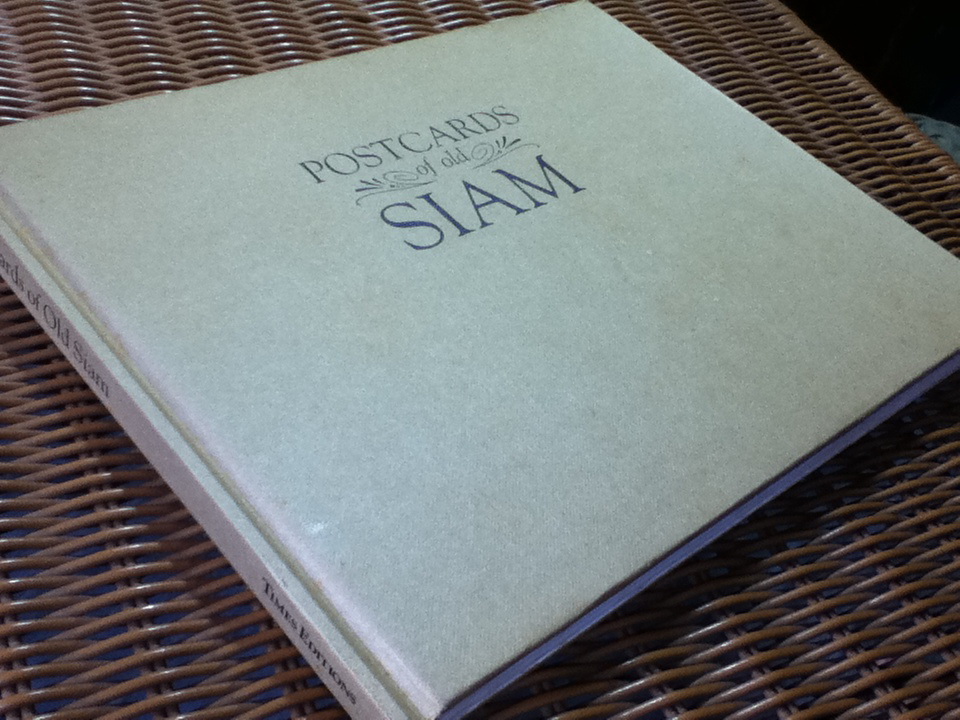 POSTCARDS
of old
SIAM
ards of Old Siam
TIMES EDITIONS